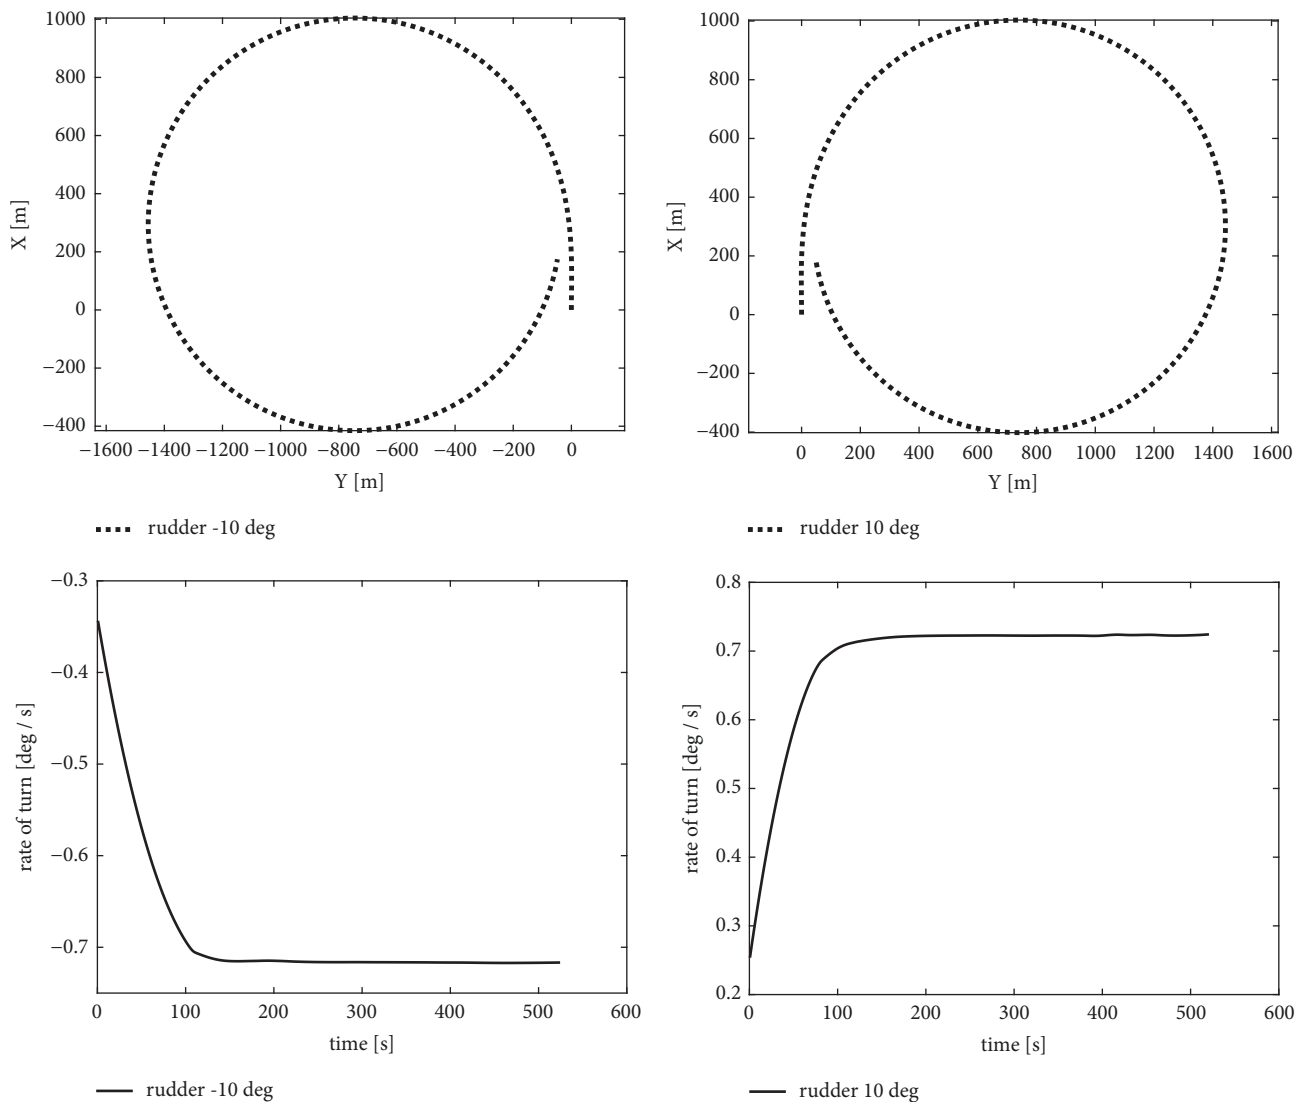 1000
800
600
400
200
0
−200
−400
X [m]
−1600 −1400 −1200 −1000 −800 −600 −400 −200 0
Y [m]
rudder -10 deg
1000
800
600
400
200
0
−200
−400
X [m]
0 200 400 600 800 1000 1200 1400 1600
Y [m]
rudder 10 deg
−0.3
−0.4
−0.5
−0.6
−0.7
rate of turn [deg / s]
0 100 200 300 400 500 600
time [s]
rudder -10 deg
0.8
0.7
0.6
0.5
0.4
0.3
0.2
rate of turn [deg / s]
0 100 200 300 400 500 600
time [s]
rudder 10 deg